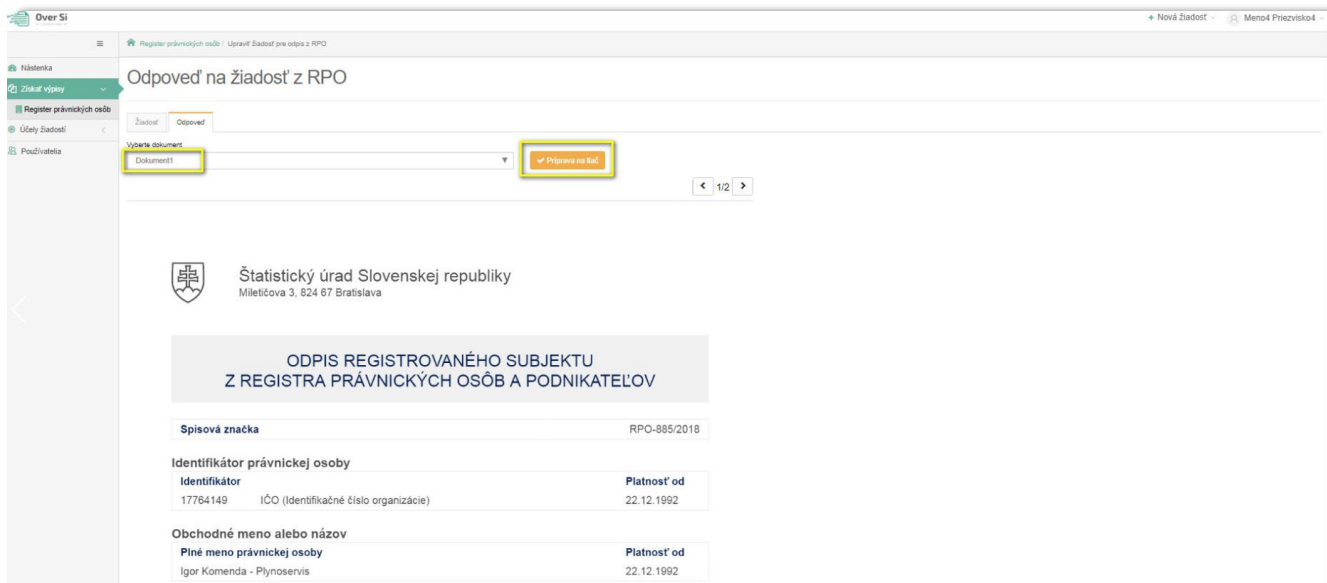 Over Si
+ Nová žiadosť
Meno4 Priezvisko4
Register právnických osôb / Upraviť žiadosť pre odpis z RPO
Nástenka
Získať výpisy
Register právnických osôb
Účely žiadostí
Používatelia
Odpoveď na žiadosť z RPO
Žiadosť Odpoveď
Vyberte dokument
Dokument1
Príprava na tlač
1/2
Štatistický úrad Slovenskej republiky
Miletičova 3, 824 67 Bratislava
ODPIS REGISTROVANÉHO SUBJEKTU
Z REGISTRA PRÁVNICKÝCH OSÔB A PODNIKATEĽOV
Spisová značka RPO-885/2018
Identifikátor právnickej osoby
Identifikátor Platnosť od
17764149 IČO (Identifikačné číslo organizácie) 22.12.1992
Obchodné meno alebo názov
Plné meno právnickej osoby Platnosť od
Igor Komenda - Plynoservis 22.12.1992